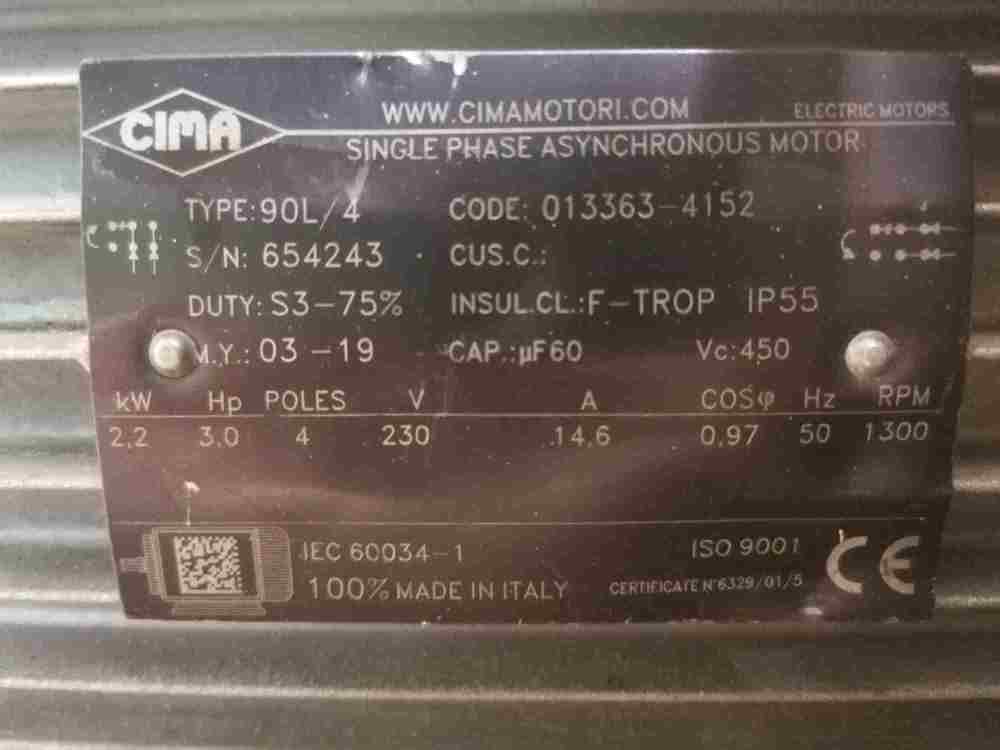 CIMA
WWW.CIMAMOTORI.COM ELECTRIC MOTORS
SINGLE PHASE ASYNCHRONOUS MOTOR
TYPE: 90L/4 CODE: 013363-4152
S/N: 654243 CUS.C.:
DUTY: S3-75% INSUL.CL.: F-TROP IP55
M.Y.: 03-19 CAP.: µF60 Vc: 450
kW Hp POLES V A COSφ Hz RPM
2,2 3.0 4 230 14.6 0,97 50 1300
IEC 60034-1 ISO 9001 CE
100% MADE IN ITALY CERTIFICATE N°6329/01/5